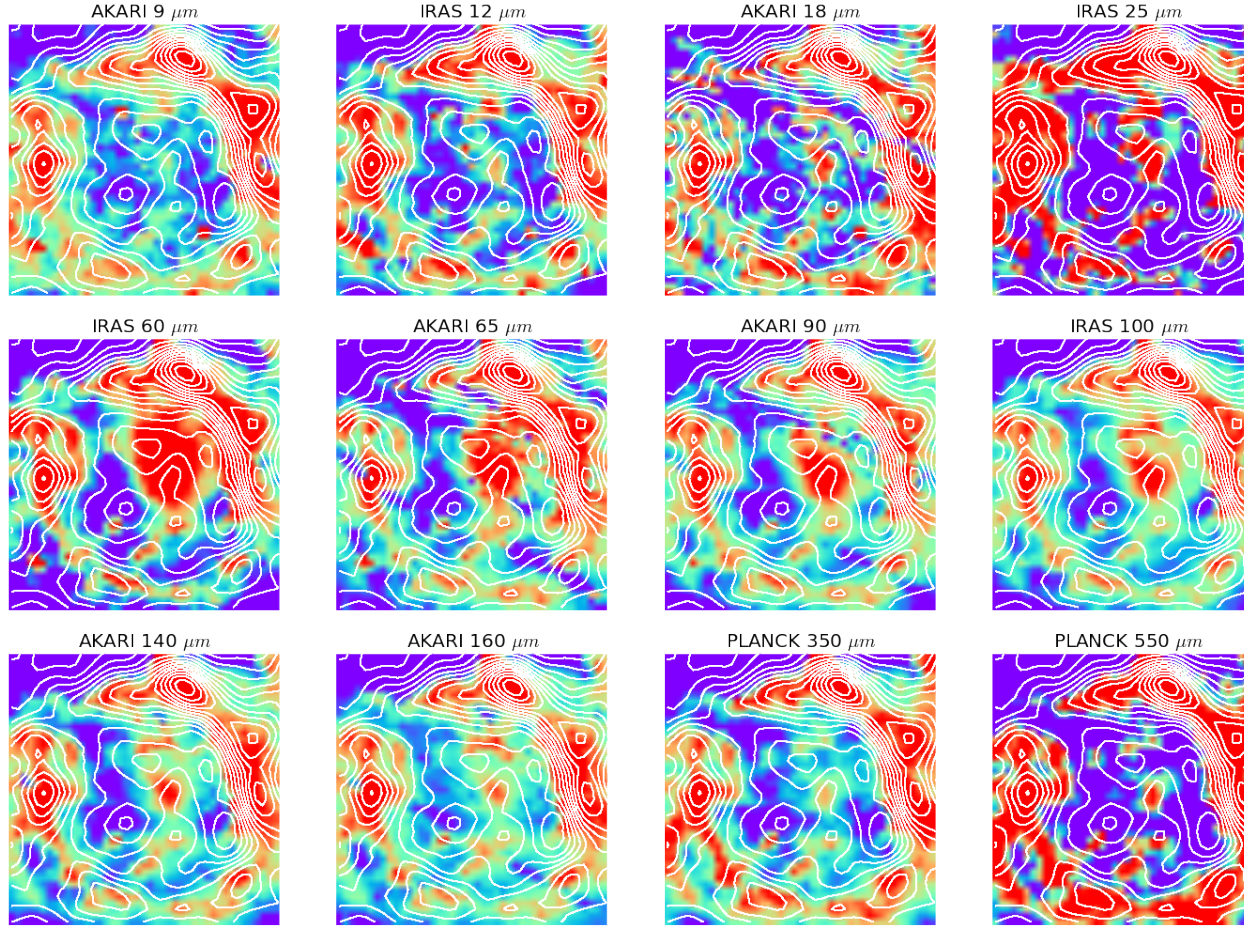 AKARI 9 μm
IRAS 12 μm
AKARI 18 μm
IRAS 25 μm
IRAS 60 μm
AKARI 65 μm
AKARI 90 μm
IRAS 100 μm
AKARI 140 μm
AKARI 160 μm
PLANCK 350 μm
PLANCK 550 μm